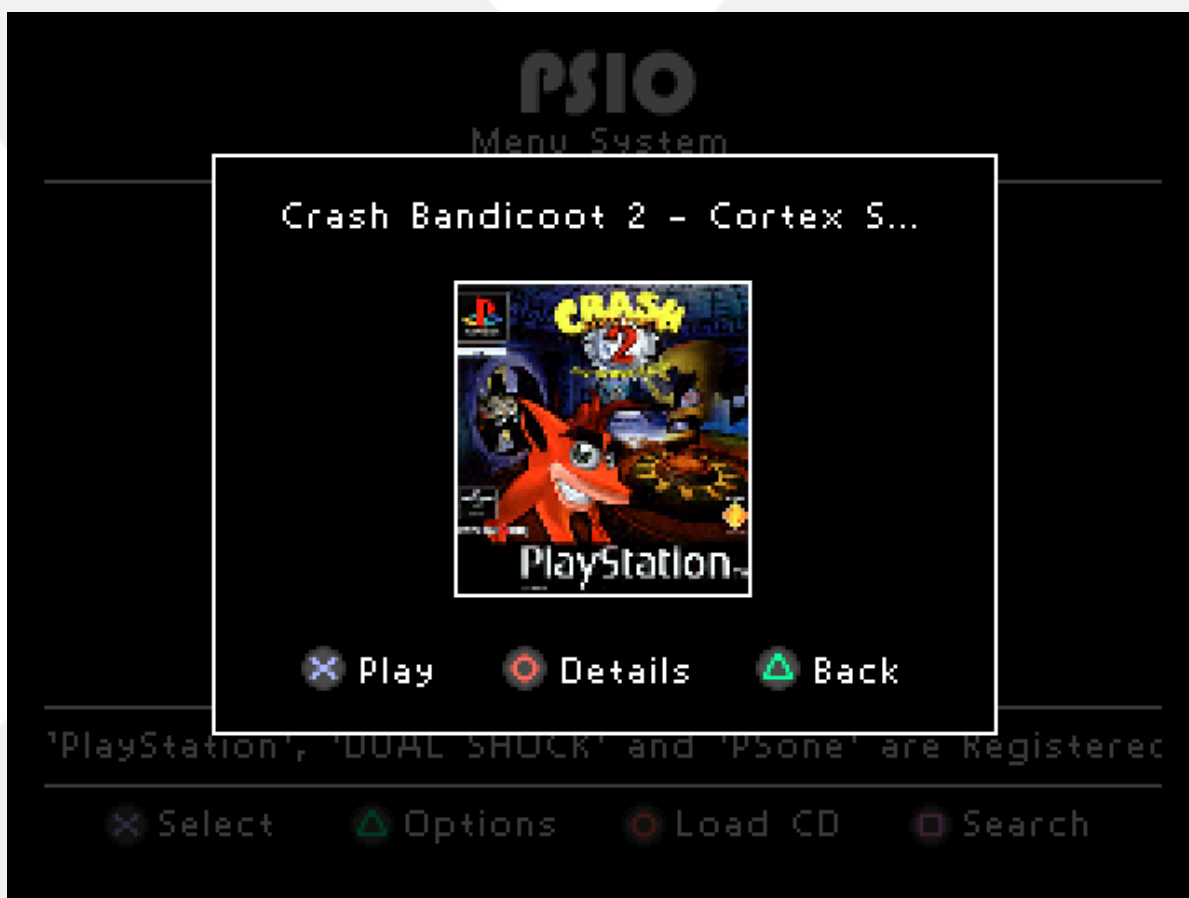 PSIO
Menu System
Crash Bandicoot 2 - Cortex S...
CRASH
2
PlayStation
Play Details Back
'PlayStation', 'DUAL SHOCK' and 'PSone' are Registered
Select Options Load CD Search